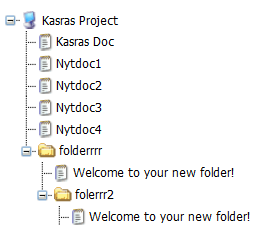 Kasras Project
Kasras Doc
Nytdoc1
Nytdoc2
Nytdoc3
Nytdoc4
folderrrr
Welcome to your new folder!
folerrr2
Welcome to your new folder!